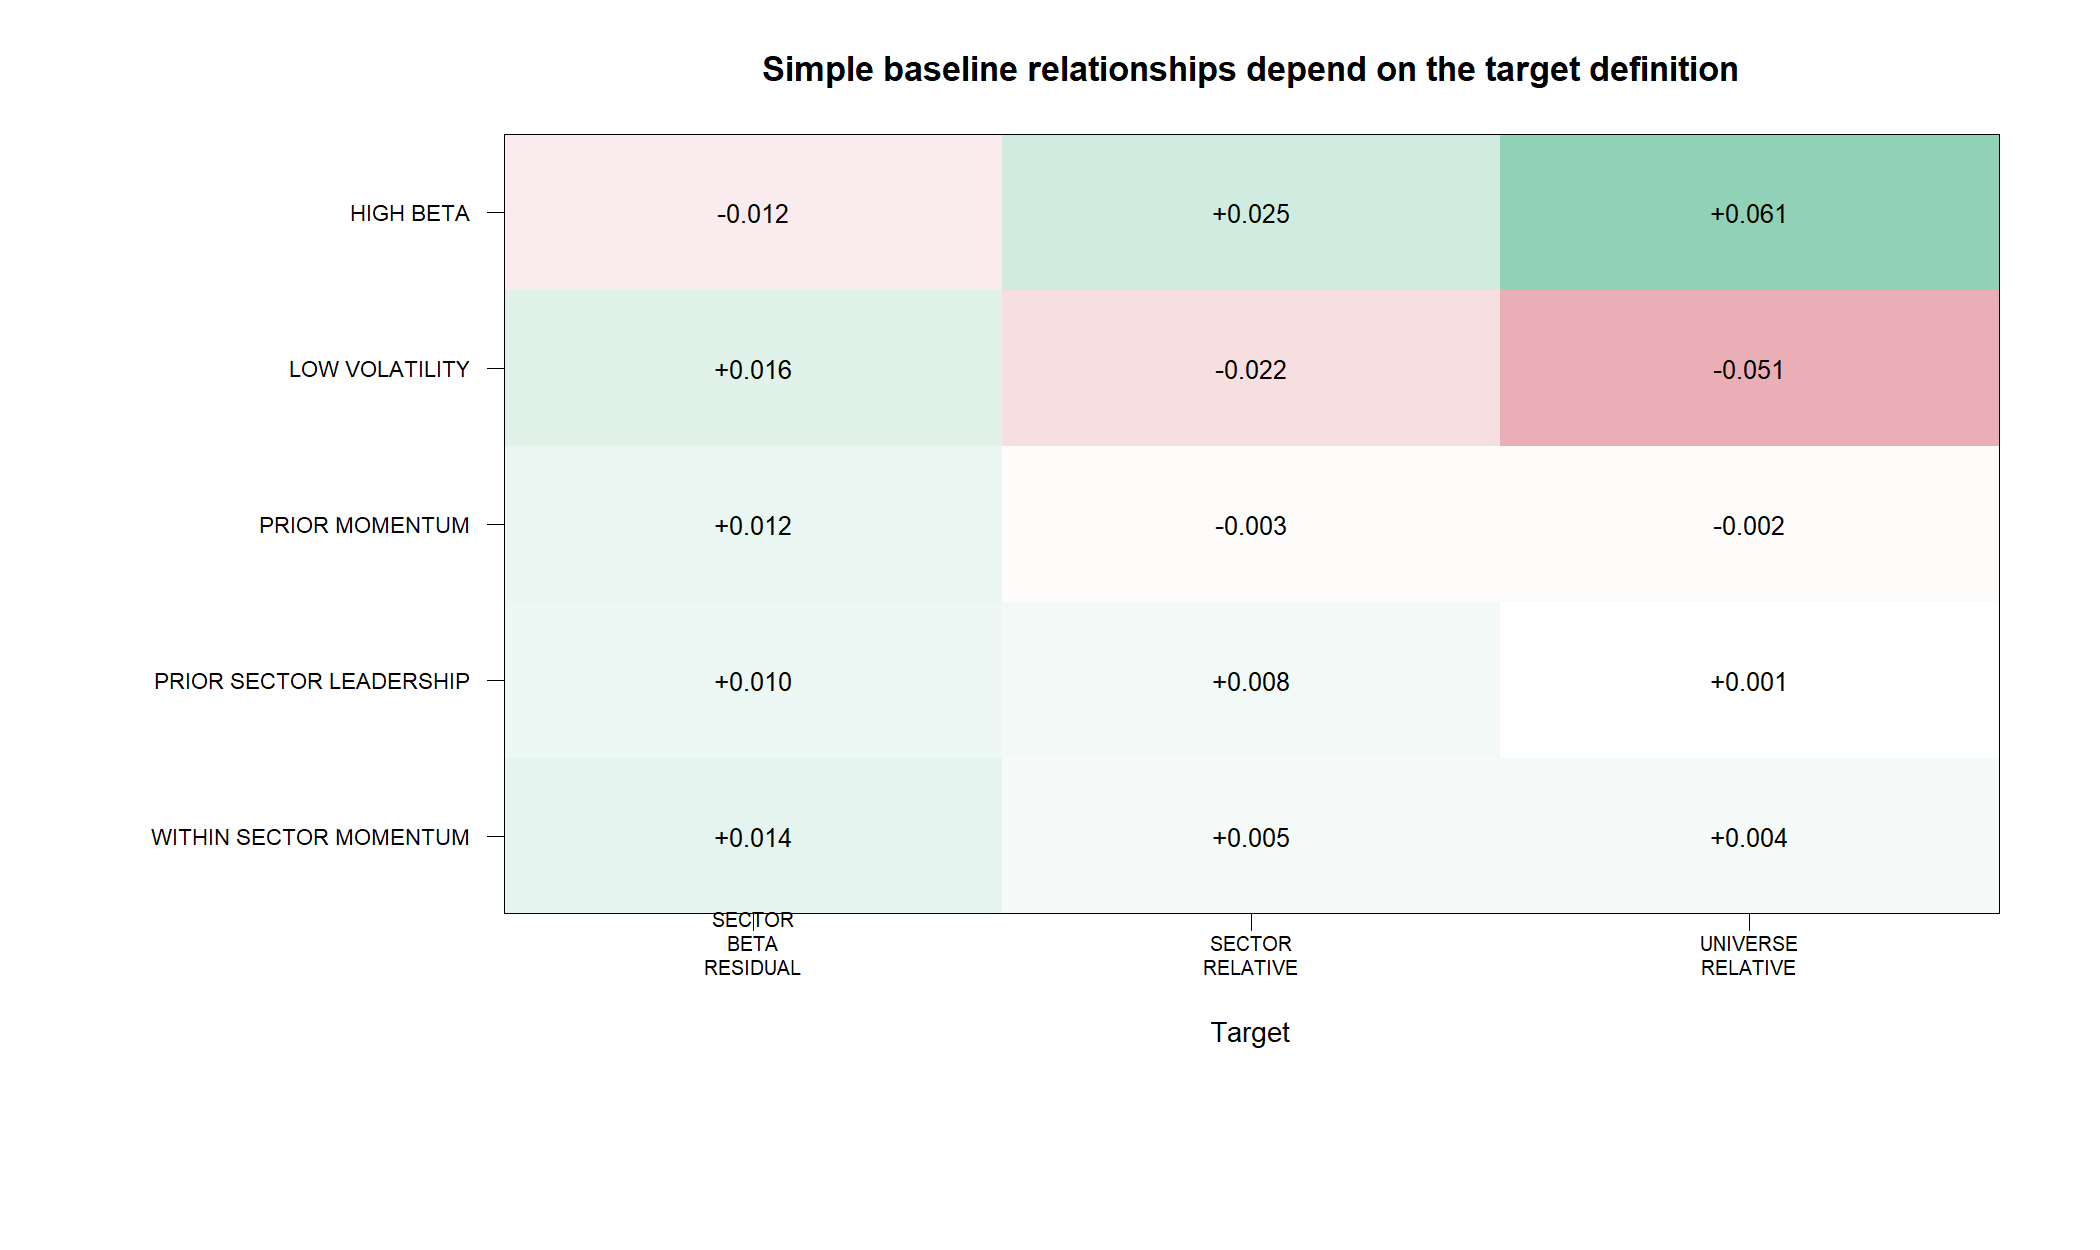 Simple baseline relationships depend on the target definition
HIGH BETA
-0.012
+0.025
+0.061
LOW VOLATILITY
+0.016
-0.022
-0.051
PRIOR MOMENTUM
+0.012
-0.003
-0.002
PRIOR SECTOR LEADERSHIP
+0.010
+0.008
+0.001
WITHIN SECTOR MOMENTUM
+0.014
+0.005
+0.004
SECTOR
BETA
RESIDUAL
SECTOR
RELATIVE
UNIVERSE
RELATIVE
Target